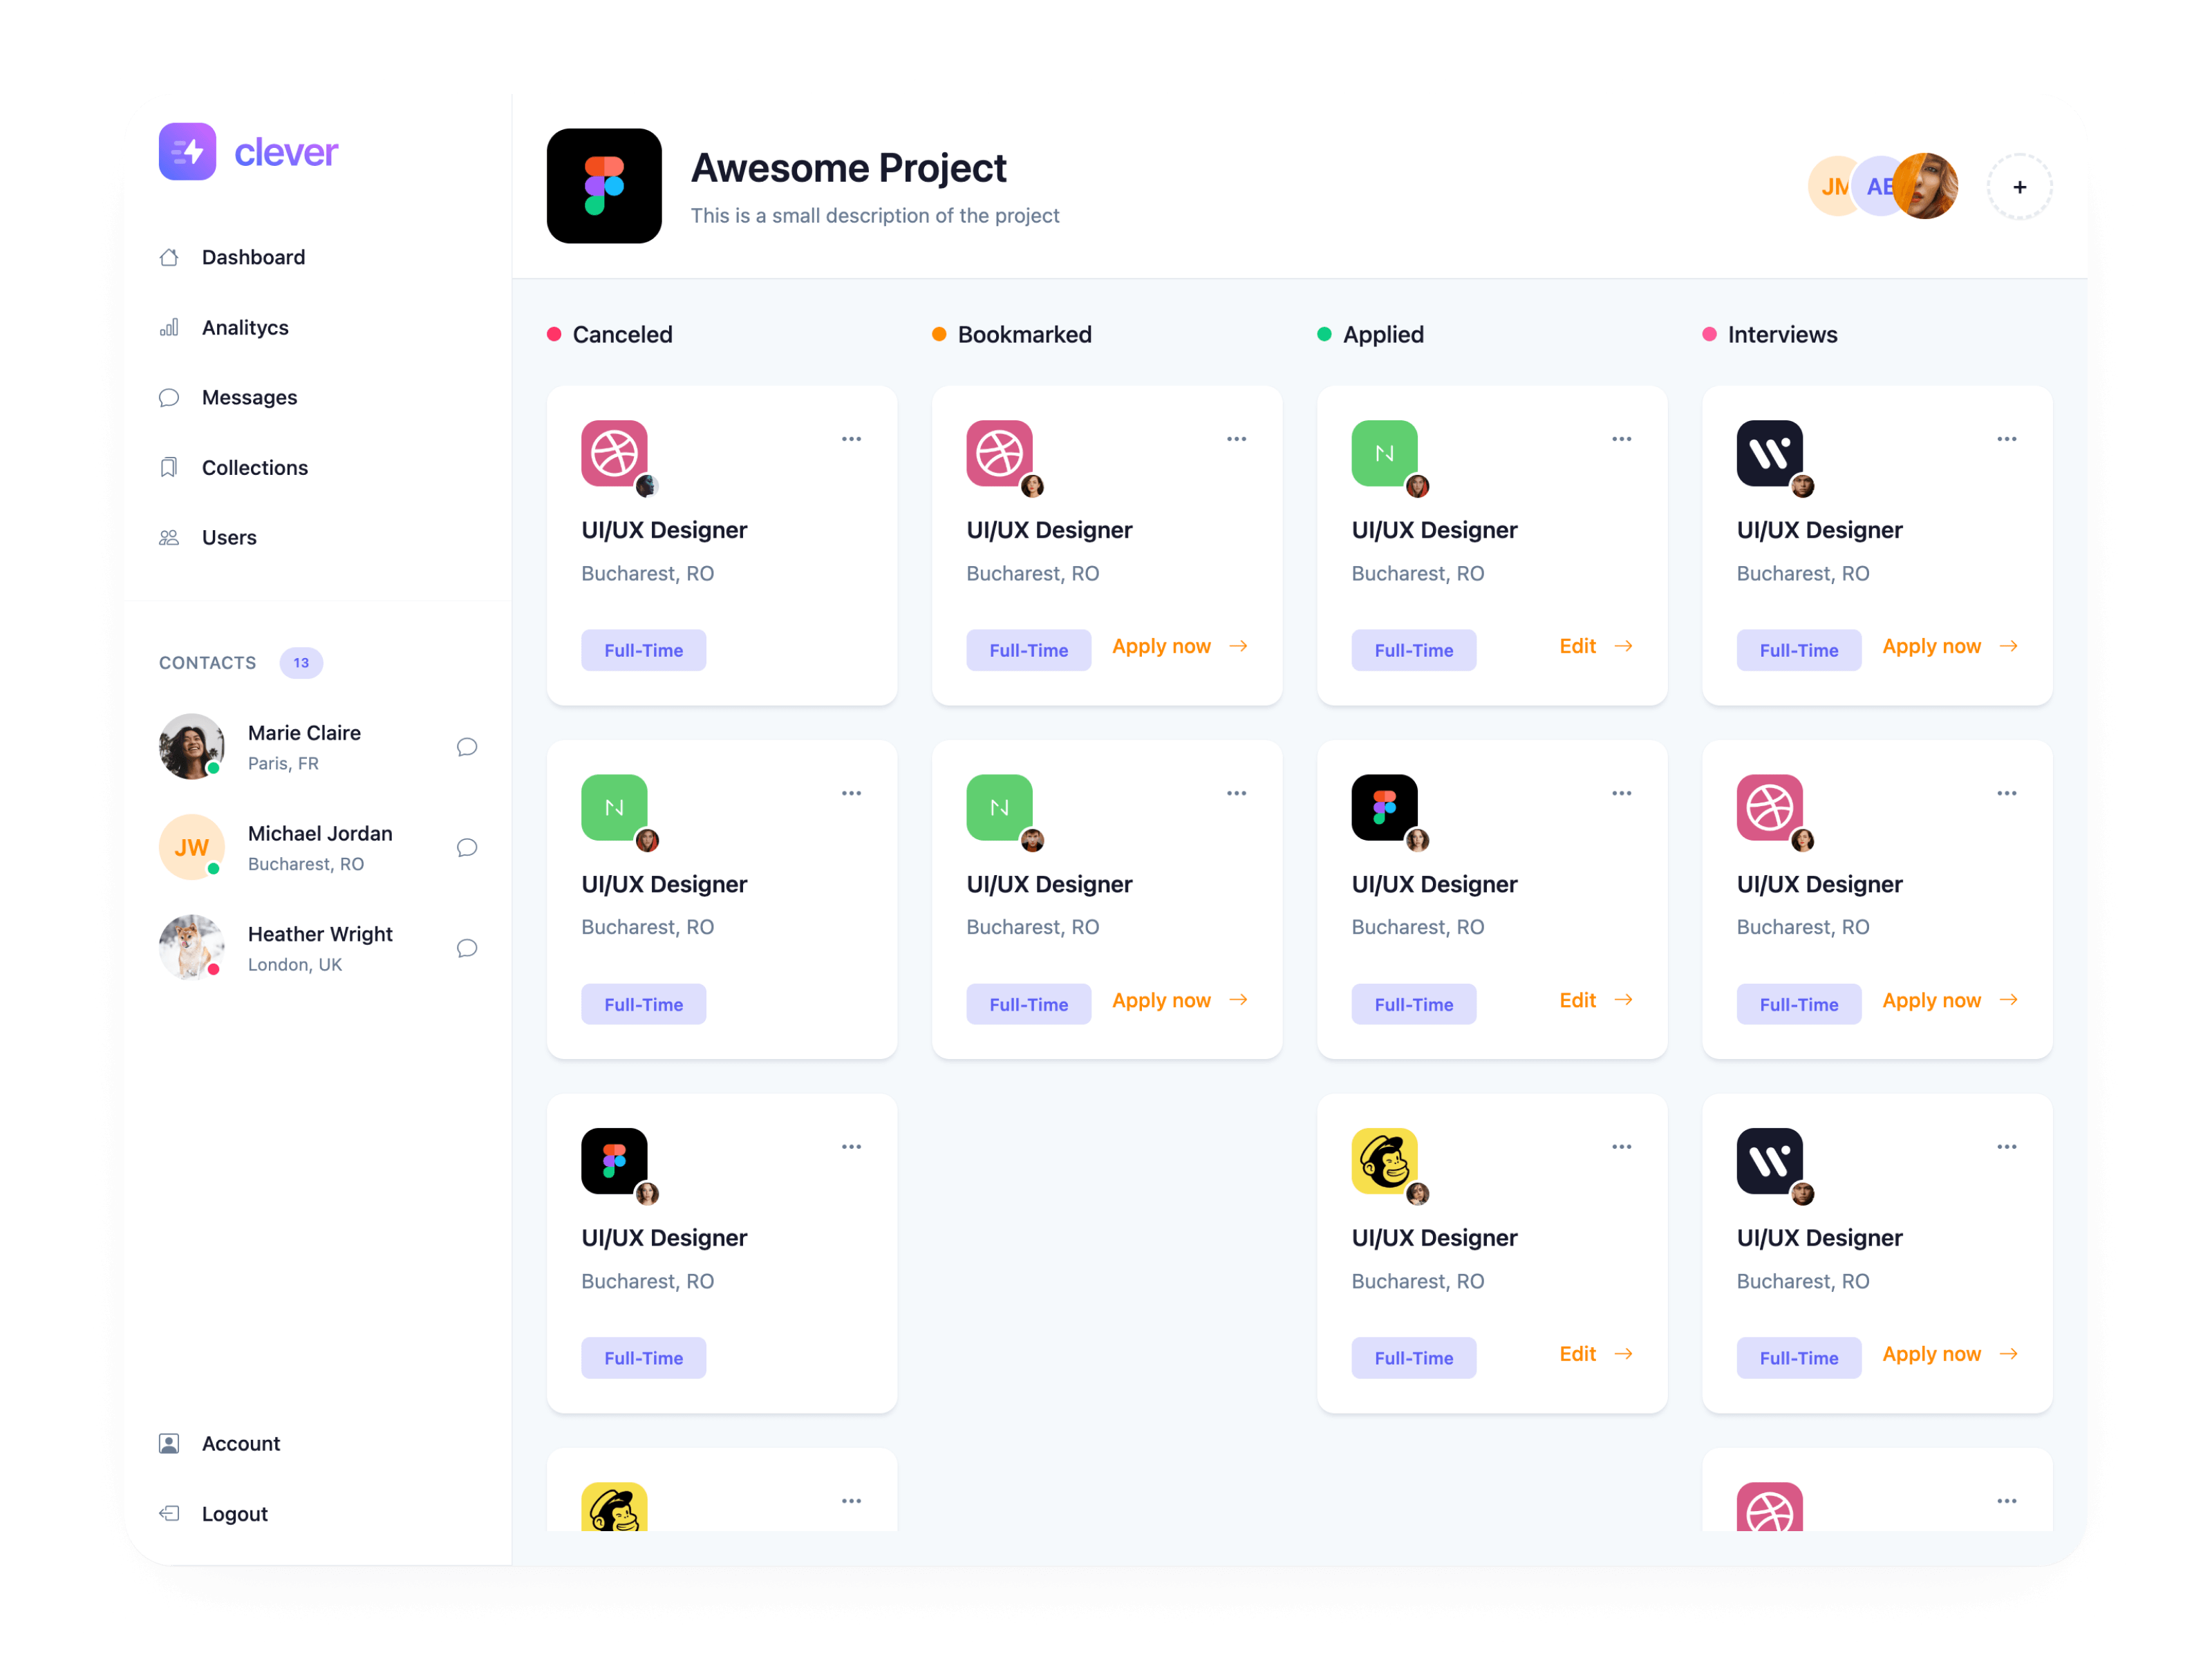 clever
Dashboard
Analitycs
Messages
Collections
Users
CONTACTS 13
Marie Claire
Paris, FR
JW
Michael Jordan
Bucharest, RO
Heather Wright
London, UK
Account
Logout
Awesome Project
This is a small description of the project
JM AB +
Canceled
UI/UX Designer
Bucharest, RO
Full-Time
UI/UX Designer
Bucharest, RO
Full-Time
UI/UX Designer
Bucharest, RO
Full-Time
Bookmarked
UI/UX Designer
Bucharest, RO
Full-Time Apply now →
UI/UX Designer
Bucharest, RO
Full-Time Apply now →
Applied
UI/UX Designer
Bucharest, RO
Full-Time Edit →
UI/UX Designer
Bucharest, RO
Full-Time Edit →
UI/UX Designer
Bucharest, RO
Full-Time Edit →
Interviews
UI/UX Designer
Bucharest, RO
Full-Time Apply now →
UI/UX Designer
Bucharest, RO
Full-Time Apply now →
UI/UX Designer
Bucharest, RO
Full-Time Apply now →